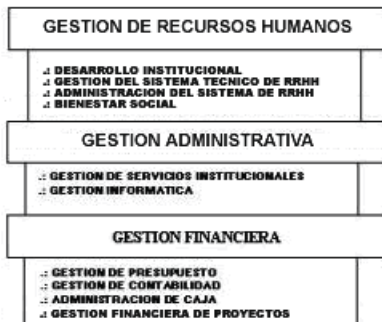 GESTION DE RECURSOS HUMANOS
.: DESARROLLO INSTITUCIONAL
.: GESTION DEL SISTEMA TECNICO DE RRHH
.: ADMINISTRACION DEL SISTEMA DE RRHH
.: BIENESTAR SOCIAL
GESTION ADMINISTRATIVA
.: GESTION DE SERVICIOS INSTITUCIONALES
.: GESTION INFORMATICA
GESTION FINANCIERA
.: GESTION DE PRESUPUESTO
.: GESTION DE CONTABILIDAD
.: ADMINISTRACION DE CAJA
.: GESTION FINANCIERA DE PROYECTOS